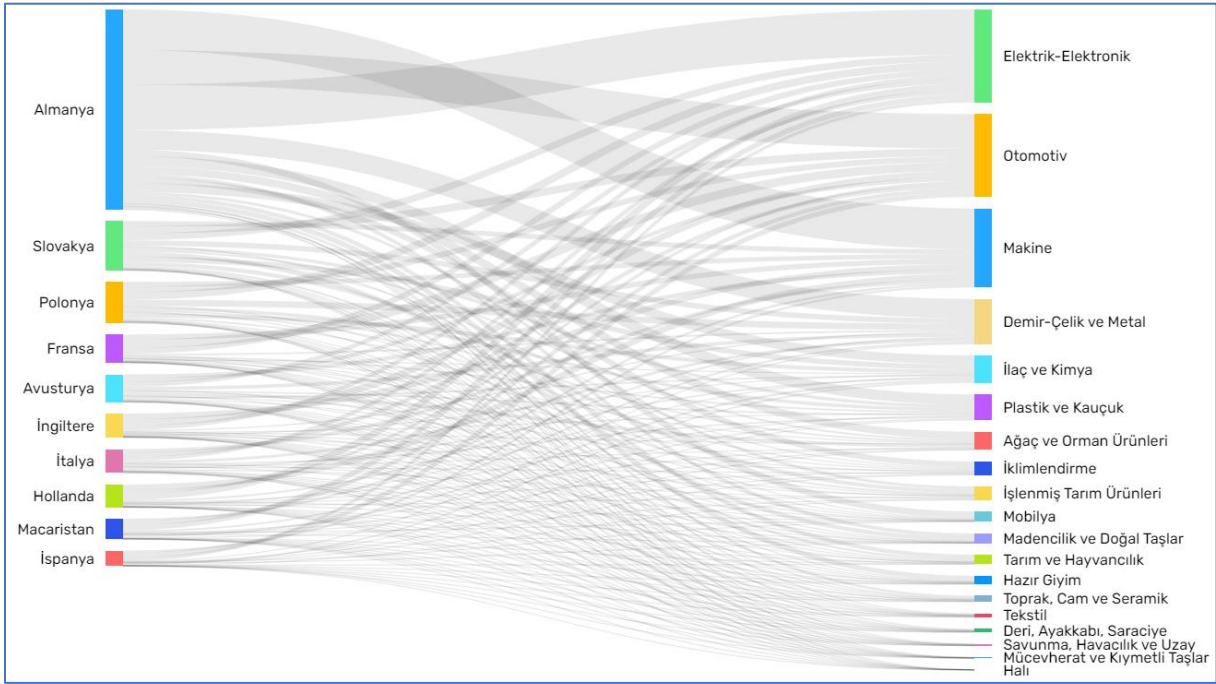 Almanya
Slovakya
Polonya
Fransa
Avusturya
İngiltere
İtalya
Hollanda
Macaristan
İspanya
Elektrik-Elektronik
Otomotiv
Makine
Demir-Çelik ve Metal
İlaç ve Kimya
Plastik ve Kauçuk
Ağaç ve Orman Ürünleri
İklimlendirme
İşlenmiş Tarım Ürünleri
Mobilya
Madencilik ve Doğal Taşlar
Tarım ve Hayvancılık
Hazır Giyim
Toprak, Cam ve Seramik
Tekstil
Deri, Ayakkabı, Saraciye
Savunma, Havacılık ve Uzay
Mücevherat ve Kıymetli Taşlar
Halı